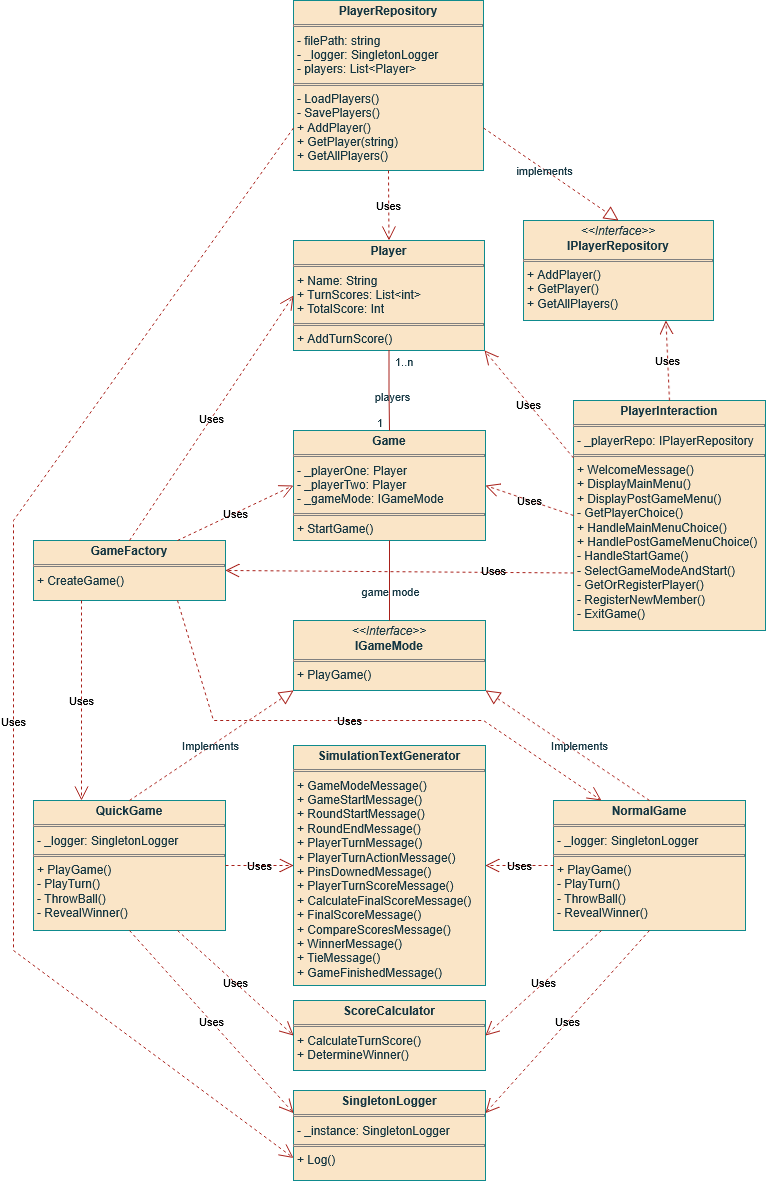 PlayerRepository
- filePath: string
- _logger: SingletonLogger
- players: List<Player>
- LoadPlayers()
- SavePlayers()
+ AddPlayer()
+ GetPlayer(string)
+ GetAllPlayers()
implements
Uses
<<Interface>>
IPlayerRepository
+ AddPlayer()
+ GetPlayer()
+ GetAllPlayers()
Player
+ Name: String
+ TurnScores: List<int>
+ TotalScore: Int
+ AddTurnScore()
1..n
Uses
players
Uses
Uses
1
PlayerInteraction
- _playerRepo: IPlayerRepository
+ WelcomeMessage()
+ DisplayMainMenu()
+ DisplayPostGameMenu()
- GetPlayerChoice()
+ HandleMainMenuChoice()
+ HandlePostGameMenuChoice()
- HandleStartGame()
- SelectGameModeAndStart()
- GetOrRegisterPlayer()
- RegisterNewMember()
- ExitGame()
Game
- _playerOne: Player
- _playerTwo: Player
- _gameMode: IGameMode
+ StartGame()
Uses
Uses
GameFactory
+ CreateGame()
Uses
game mode
<<Interface>>
IGameMode
+ PlayGame()
Uses
Uses
Uses
Implements
Implements
SimulationTextGenerator
+ GameModeMessage()
+ GameStartMessage()
+ RoundStartMessage()
+ RoundEndMessage()
+ PlayerTurnMessage()
+ PlayerTurnActionMessage()
+ PinsDownedMessage()
+ PlayerTurnScoreMessage()
+ CalculateFinalScoreMessage()
+ FinalScoreMessage()
+ CompareScoresMessage()
+ WinnerMessage()
+ TieMessage()
+ GameFinishedMessage()
QuickGame
- _logger: SingletonLogger
+ PlayGame()
- PlayTurn()
- ThrowBall()
- RevealWinner()
Uses
Uses
NormalGame
- _logger: SingletonLogger
+ PlayGame()
- PlayTurn()
- ThrowBall()
- RevealWinner()
Uses
Uses
ScoreCalculator
+ CalculateTurnScore()
+ DetermineWinner()
Uses
Uses
SingletonLogger
- _instance: SingletonLogger
+ Log()